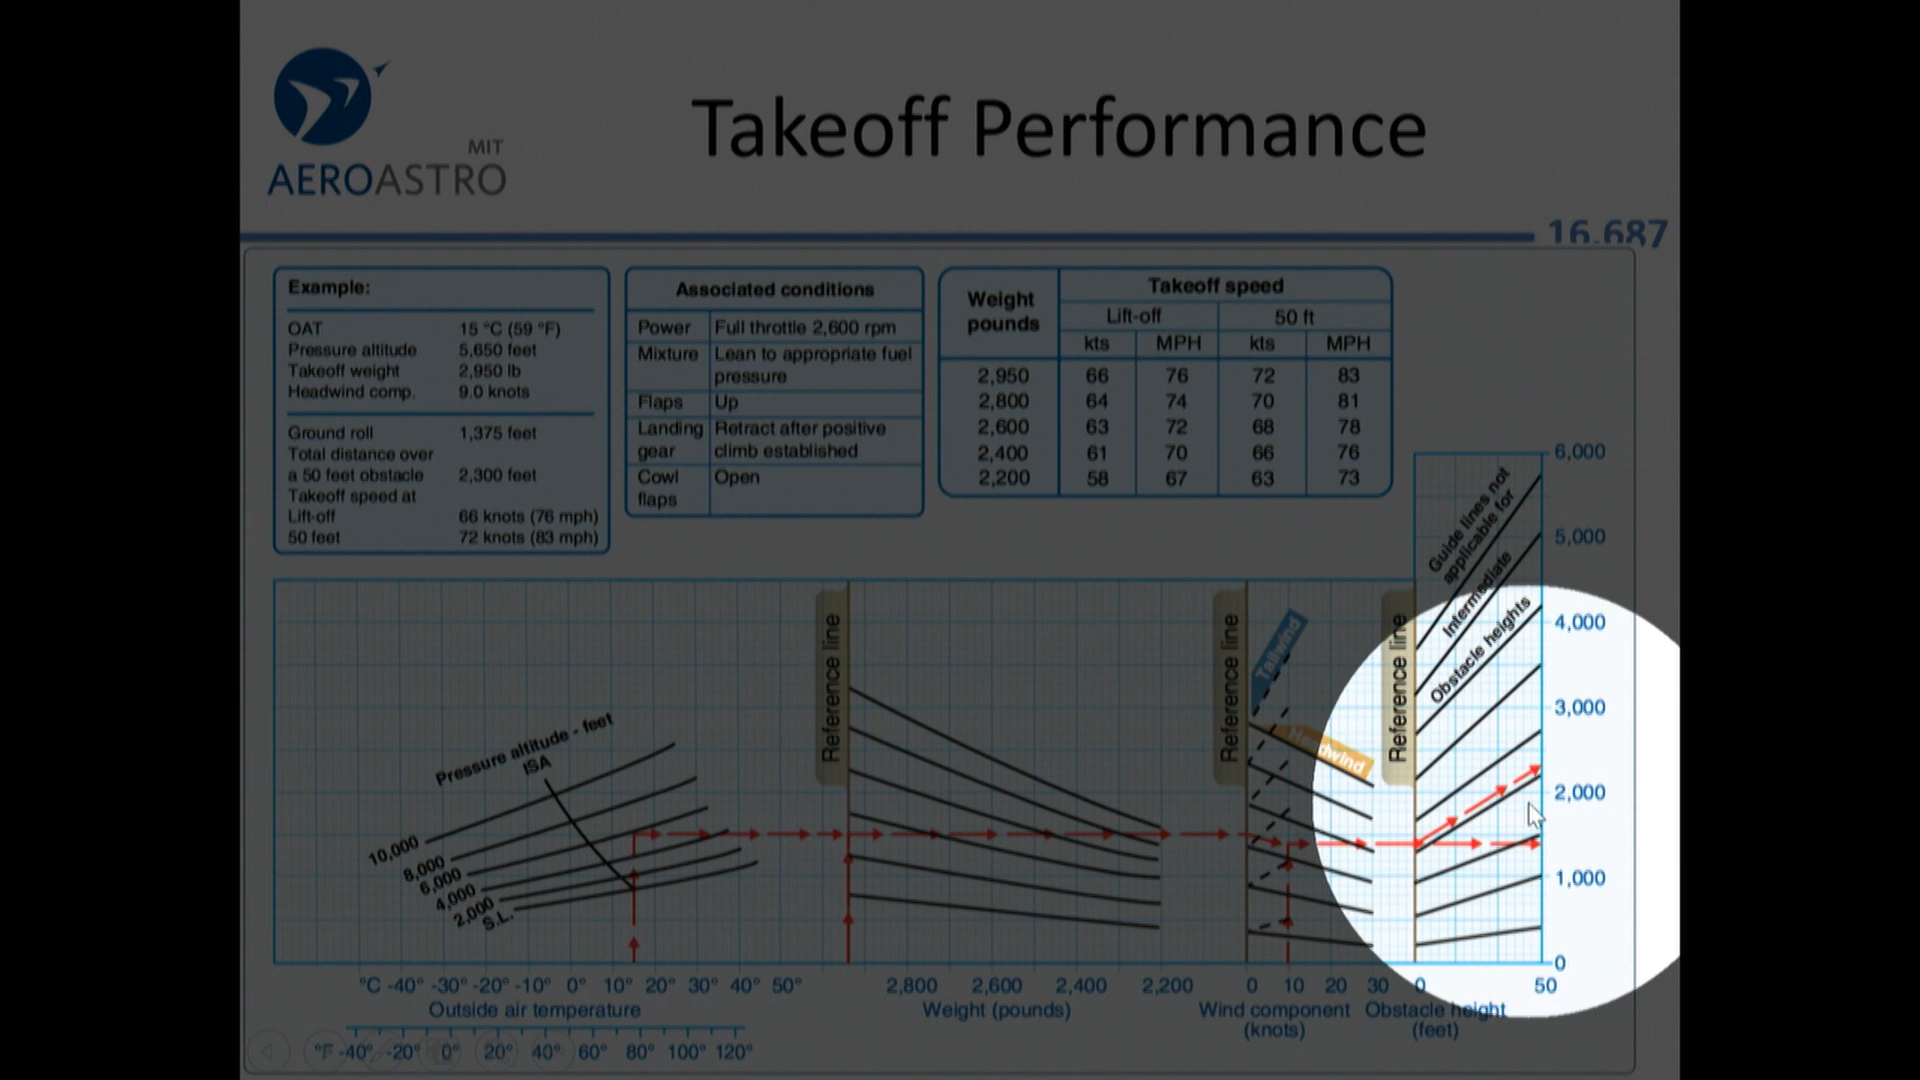 MIT
AEROASTRO
Takeoff Performance
16.687
Example:
OAT 15 °C (59 °F)
Pressure altitude 5,650 feet
Takeoff weight 2,950 lb
Headwind comp. 9.0 knots
Ground roll 1,375 feet
Total distance over
a 50 feet obstacle 2,300 feet
Takeoff speed at
Lift-off 66 knots (76 mph)
50 feet 72 knots (83 mph)
Associated conditions
Power Full throttle 2,600 rpm
Mixture Lean to appropriate fuel
pressure
Flaps Up
Landing Retract after positive
gear climb established
Cowl Open
flaps
Weight
pounds
Takeoff speed
Lift-off 50 ft
kts MPH kts MPH
2,950 66 76 72 83
2,800 64 74 70 81
2,600 63 72 68 78
2,400 61 70 66 76
2,200 58 67 63 73
Pressure altitude - feet
ISA
10,000
8,000
6,000
4,000
2,000
S.L.
Reference line
Reference line
Tailwind
Headwind
Reference line
Guide lines not
applicable for
Intermediate
Obstacle heights
6,000
5,000
4,000
3,000
2,000
1,000
0
°C -40° -30° -20° -10° 0° 10° 20° 30° 40° 50°
Outside air temperature
°F -40° -20° 0° 20° 40° 60° 80° 100° 120°
2,800 2,600 2,400 2,200
Weight (pounds)
0 10 20 30
Wind component
(knots)
0 50
Obstacle height
(feet)